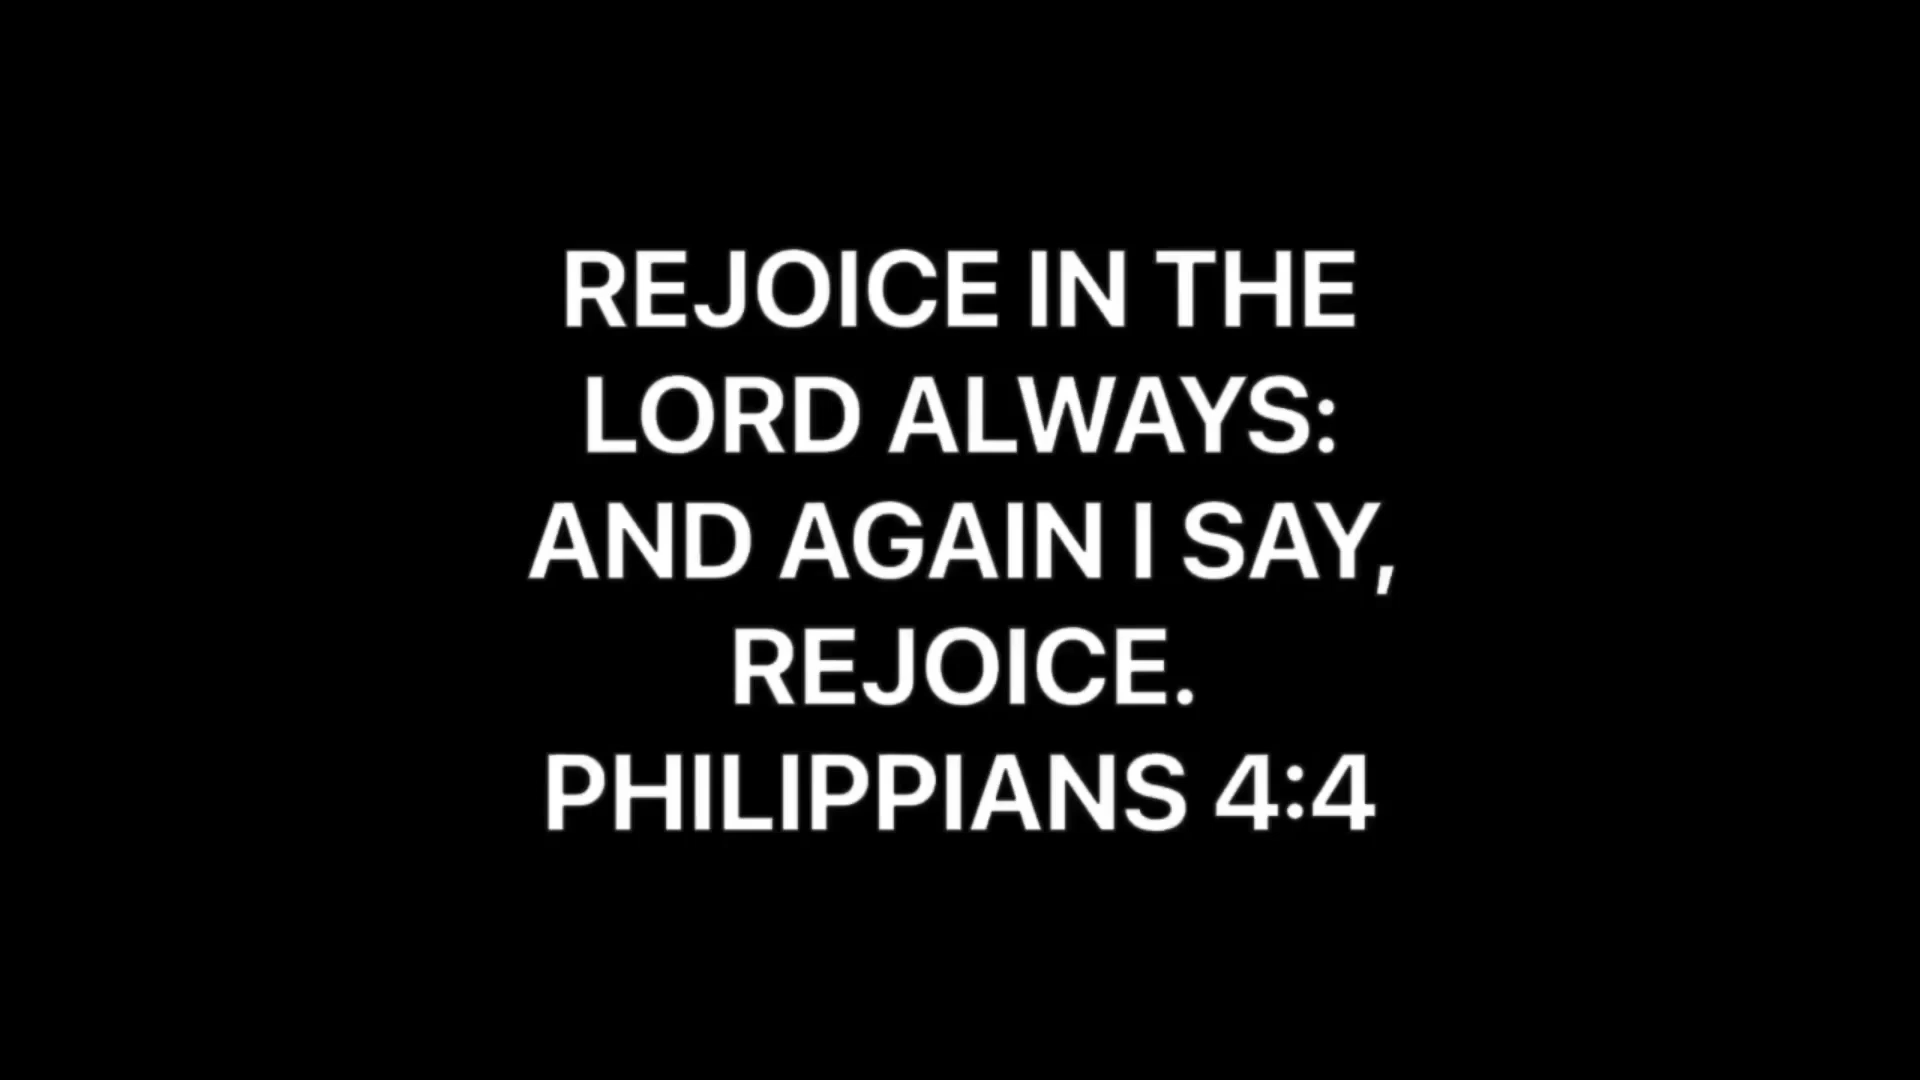 REJOICE IN THE
LORD ALWAYS:
AND AGAIN I SAY,
REJOICE.
PHILIPPIANS 4:4